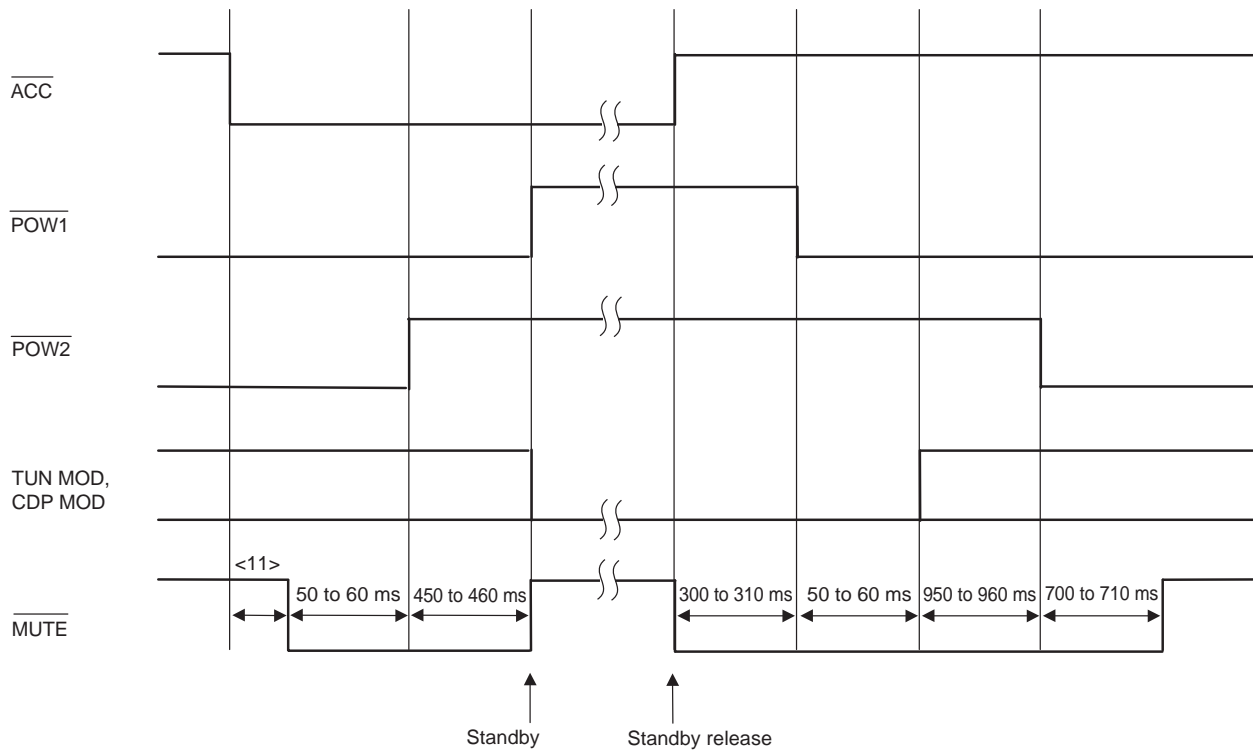 ACC
POW1
POW2
TUN MOD,
CDP MOD
<11>
50 to 60 ms
450 to 460 ms
300 to 310 ms
50 to 60 ms
950 to 960 ms
700 to 710 ms
MUTE
Standby
Standby release